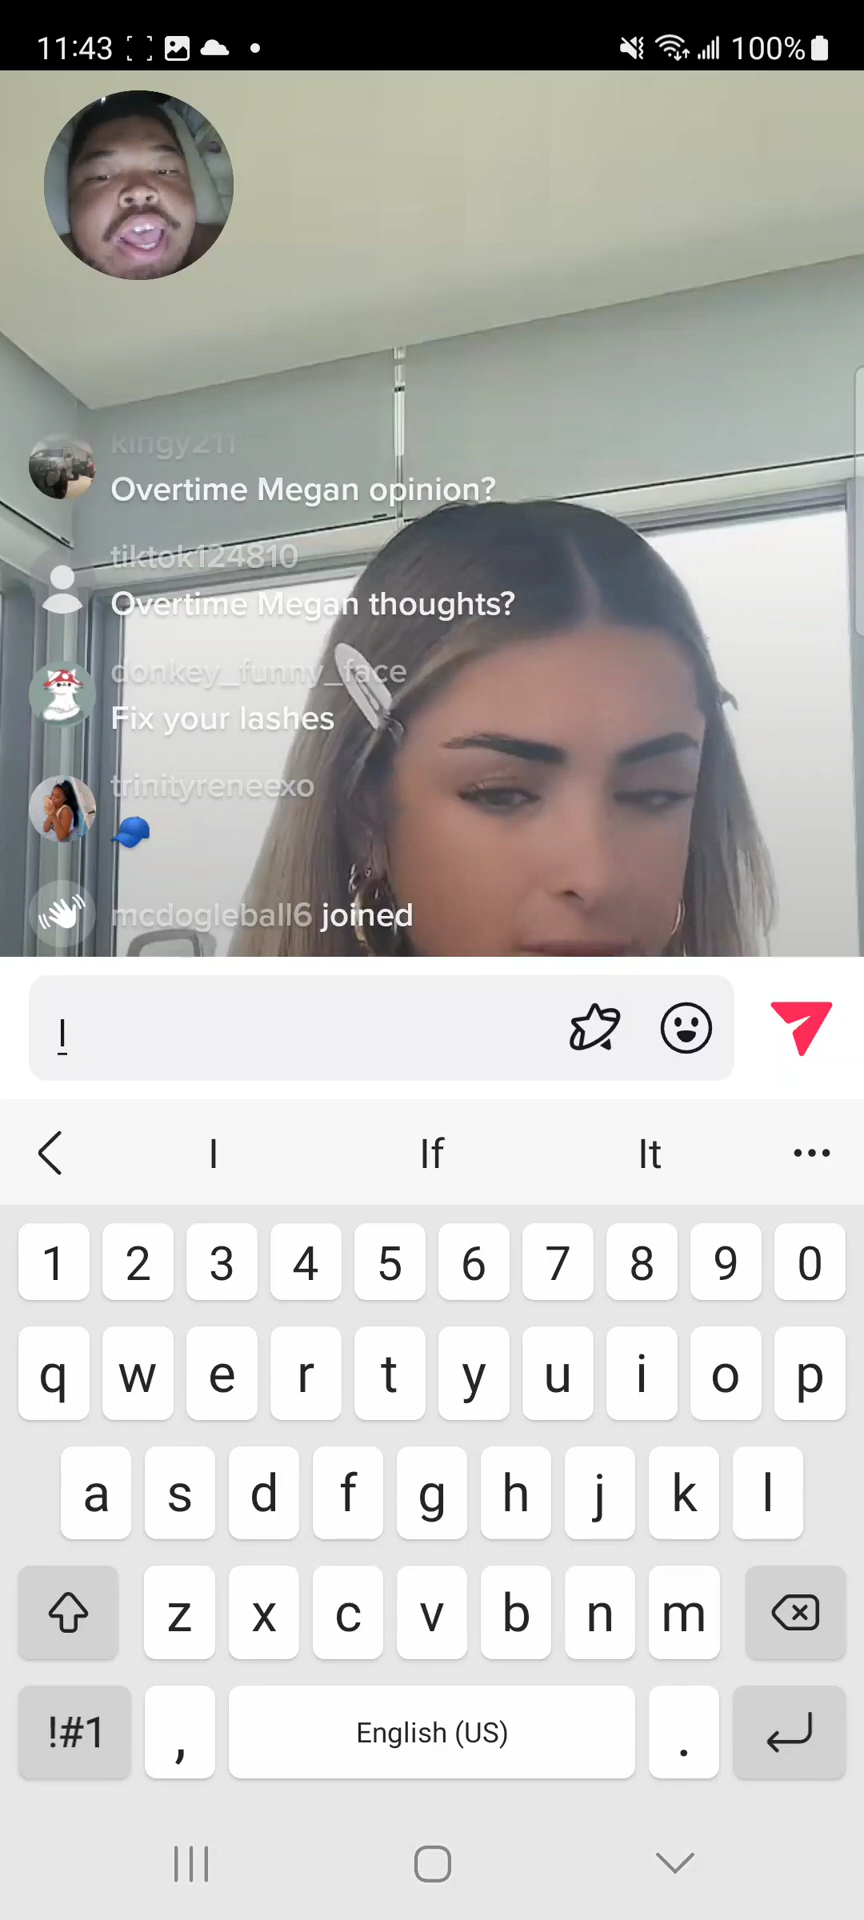 11:43 100%
kingy211
Overtime Megan opinion?
tiktok124810
Overtime Megan thoughts?
donkey_funny_face
Fix your lashes
trinityreneexo
mcdogleball6 joined
I
I If It
1 2 3 4 5 6 7 8 9 0
q w e r t y u i o p
a s d f g h j k l
z x c v b n m
!#1 , English (US) .